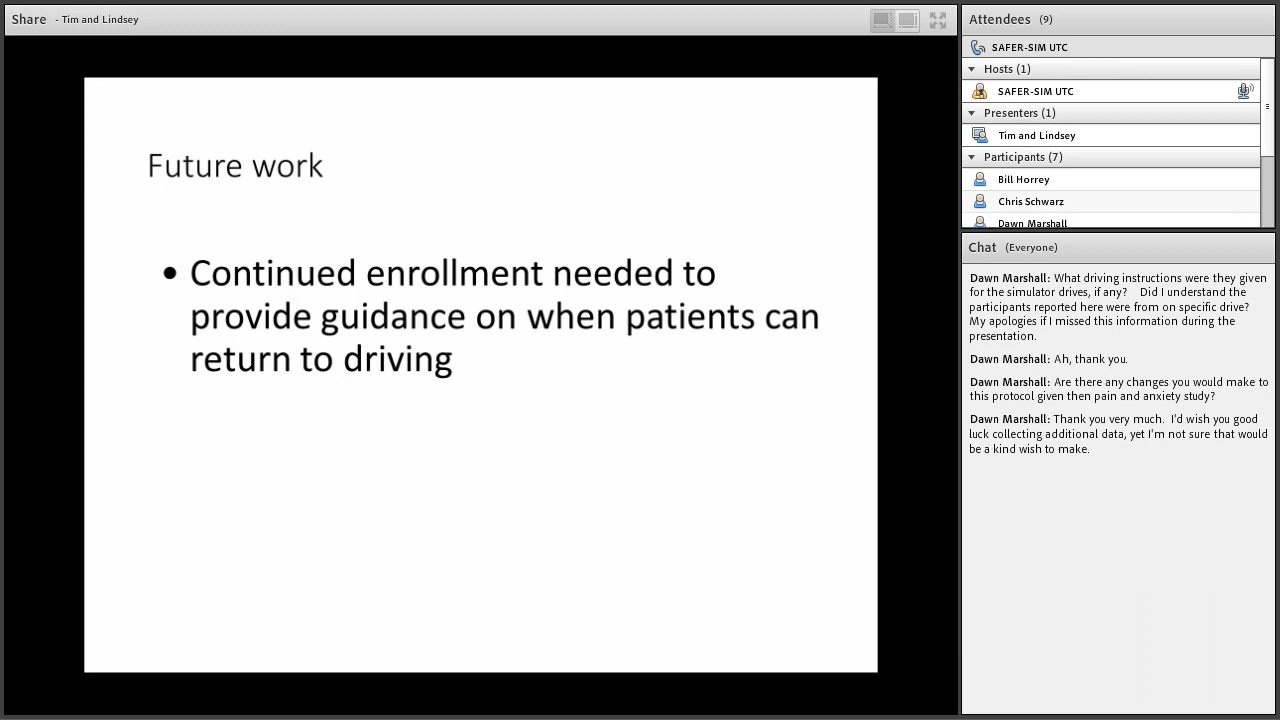 Share - Tim and Lindsey
Future work
• Continued enrollment needed to
provide guidance on when patients can
return to driving
Attendees (9)
SAFER-SIM UTC
Hosts (1)
SAFER-SIM UTC
Presenters (1)
Tim and Lindsey
Participants (7)
Bill Horrey
Chris Schwarz
Dawn Marshall
Chat (Everyone)
Dawn Marshall: What driving instructions were they given
for the simulator drives, if any? Did I understand the
participants reported here were from on specific drive?
My apologies if I missed this information during the
presentation.
Dawn Marshall: Ah, thank you.
Dawn Marshall: Are there any changes you would make to
this protocol given then pain and anxiety study?
Dawn Marshall: Thank you very much. I'd wish you good
luck collecting additional data, yet I'm not sure that would
be a kind wish to make.